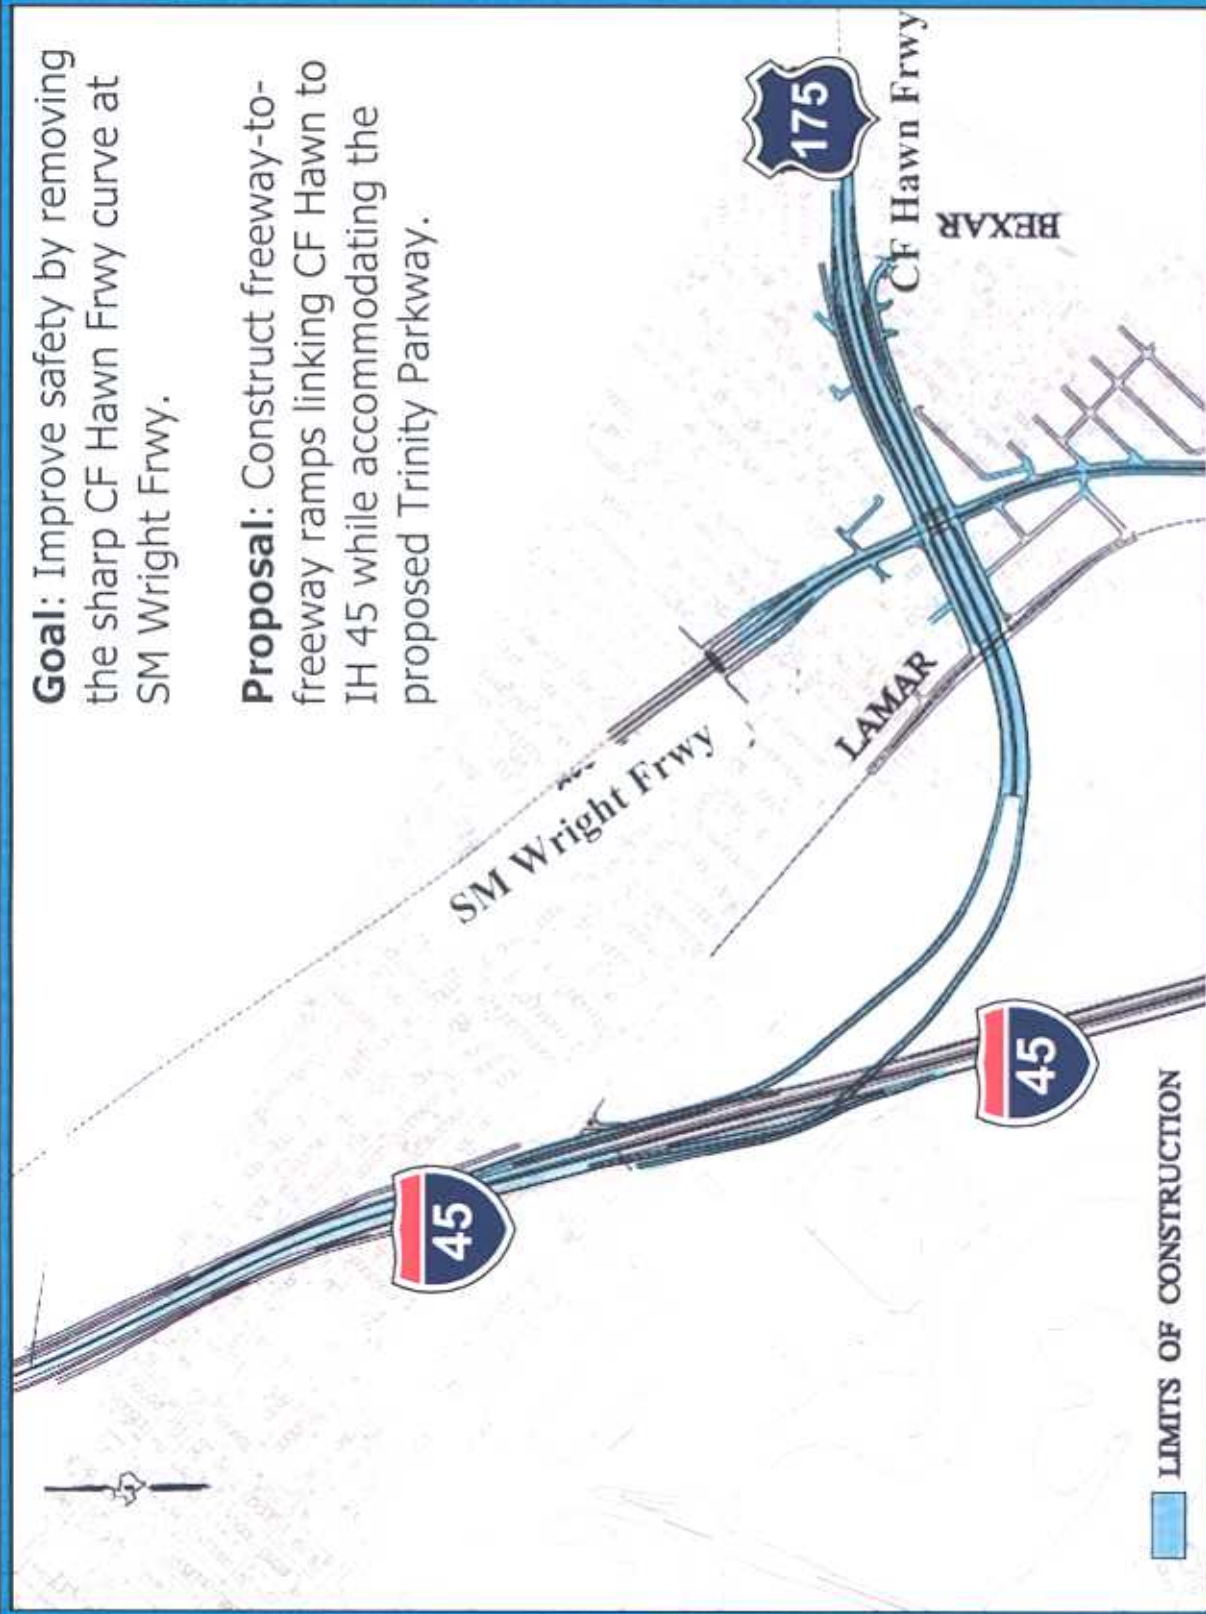 Goal: Improve safety by removing
the sharp CF Hawn Frwy curve at
SM Wright Frwy.
Proposal: Construct freeway-to-
freeway ramps linking CF Hawn to
IH 45 while accommodating the
proposed Trinity Parkway.
45
SM Wright Frwy
LAMAR
175
CF Hawn Frwy
BEXAR
45
LIMITS OF CONSTRUCTION